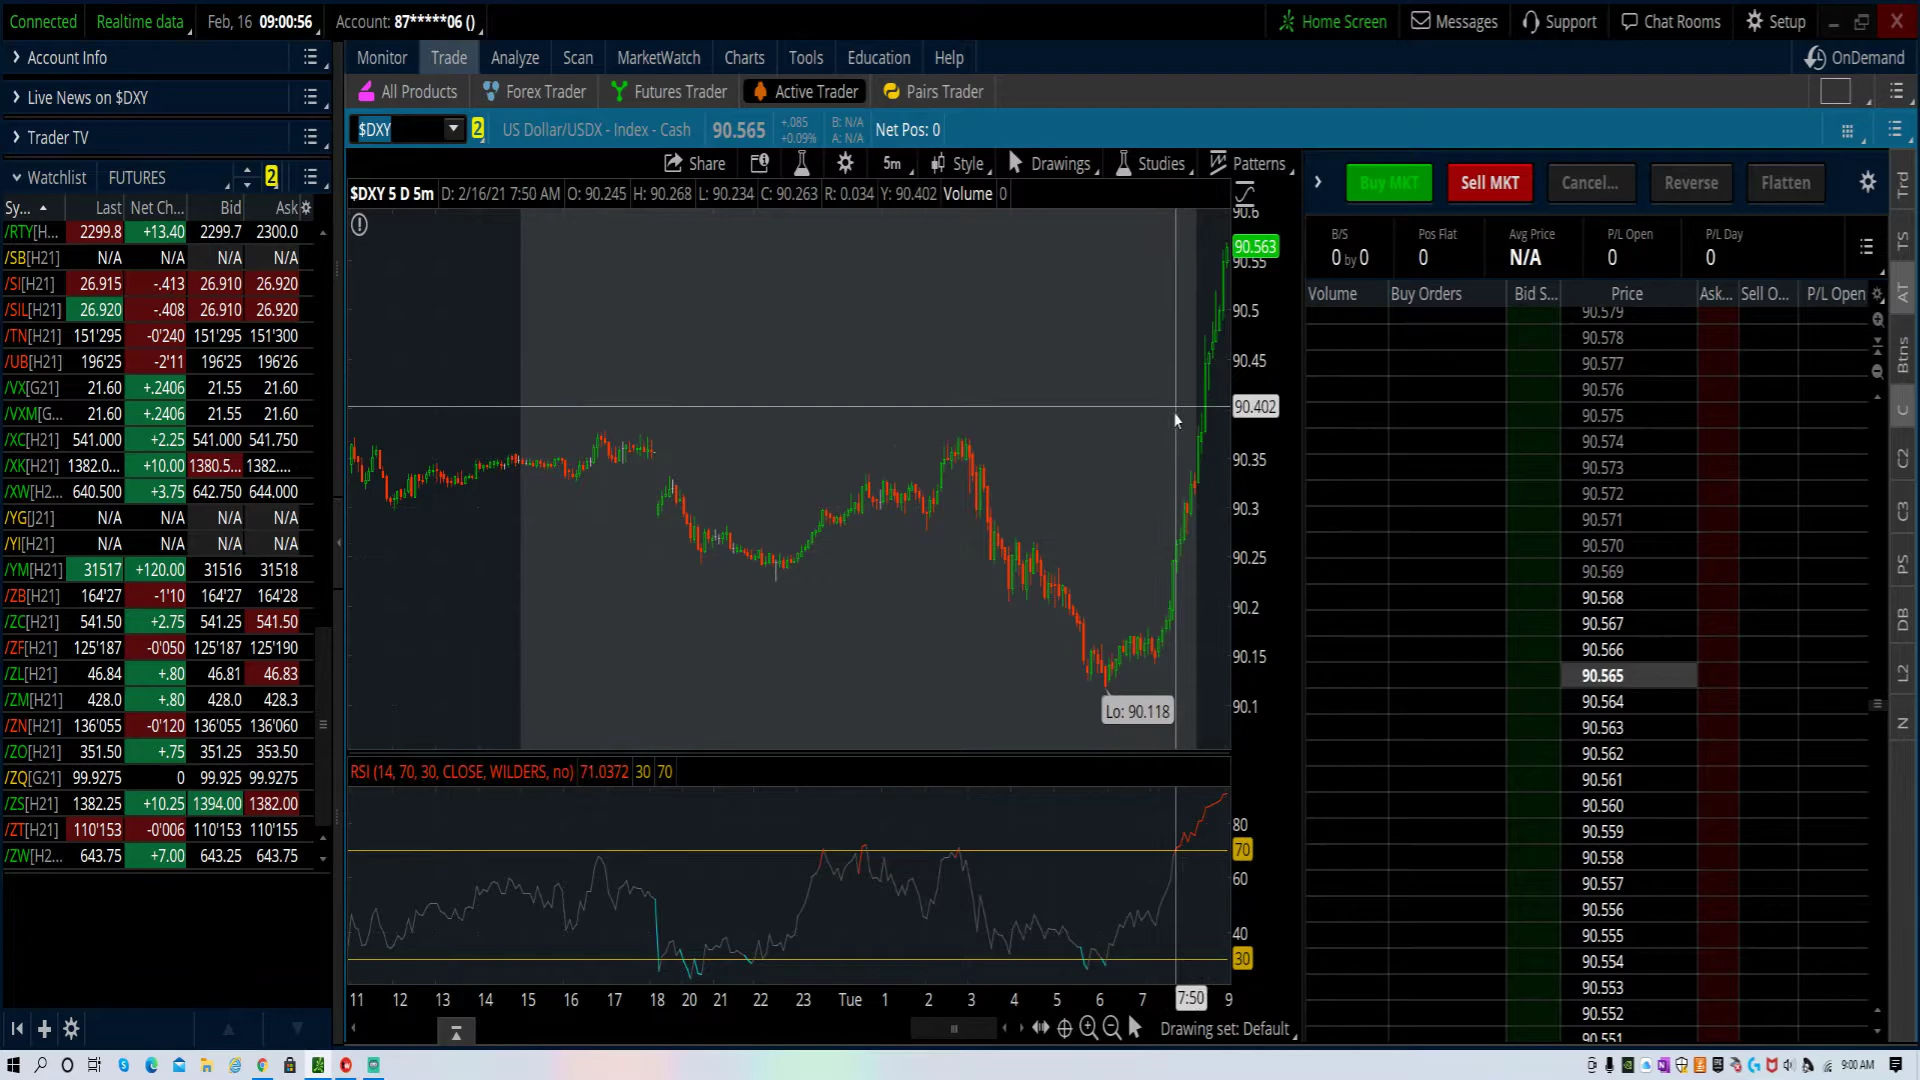 Connected Realtime data Feb, 16 09:00:56 Account: 87*****06 () Home Screen Messages Support Chat Rooms Setup
Account Info
Live News on $DXY
Trader TV
Watchlist FUTURES 2
Sy... Last Net Ch... Bid Ask
/RTY[H... 2299.8 +13.40 2299.7 2300.0
/SB[H21] N/A N/A N/A N/A
/SI[H21] 26.915 -.413 26.910 26.920
/SIL[H21] 26.920 -.408 26.910 26.920
/TN[H21] 151'295 -0'240 151'295 151'300
/UB[H21] 196'25 -2'11 196'25 196'26
/VX[G21] 21.60 +.2406 21.55 21.60
/VXM[G... 21.60 +.2406 21.55 21.60
/XC[H21] 541.000 +2.25 541.000 541.750
/XK[H21] 1382.0... +10.00 1380.5... 1382....
/XW[H2... 640.500 +3.75 642.750 644.000
/YG[J21] N/A N/A N/A N/A
/YI[H21] N/A N/A N/A N/A
/YM[H21] 31517 +120.00 31516 31518
/ZB[H21] 164'27 -1'10 164'27 164'28
/ZC[H21] 541.50 +2.75 541.25 541.50
/ZF[H21] 125'187 -0'050 125'187 125'190
/ZL[H21] 46.84 +.80 46.81 46.83
/ZM[H21] 428.0 +.80 428.0 428.3
/ZN[H21] 136'055 -0'120 136'055 136'060
/ZO[H21] 351.50 +.75 351.25 353.50
/ZQ[G21] 99.9275 0 99.925 99.9275
/ZS[H21] 1382.25 +10.25 1394.00 1382.00
/ZT[H21] 110'153 -0'006 110'153 110'155
/ZW[H2... 643.75 +7.00 643.25 643.75
Monitor Trade Analyze Scan MarketWatch Charts Tools Education Help OnDemand
All Products Forex Trader Futures Trader Active Trader Pairs Trader
$DXY 2 US Dollar/USDX - Index - Cash 90.565 +.085 B: N/A Net Pos: 0
+0.09% A: N/A
Share 5m Style Drawings Studies Patterns
$DXY 5 D 5m D: 2/16/21 7:50 AM O: 90.245 H: 90.268 L: 90.234 C: 90.263 R: 0.034 Y: 90.402 Volume 0
90.6
90.563
90.55
90.5
90.45
90.402
90.35
90.3
90.25
90.2
90.15
Lo: 90.118
90.1
RSI (14, 70, 30, CLOSE, WILDERS, no) 71.0372 30 70
80
70
60
40
30
11 12 13 14 15 16 17 18 20 21 22 23 Tue 1 2 3 4 5 6 7 7:50 9
Drawing set: Default
Buy MKT Sell MKT Cancel... Reverse Flatten
B/S Pos Flat Avg Price P/L Open P/L Day
0 by 0 0 N/A 0 0
Volume Buy Orders Bid S... Price Ask... Sell O... P/L Open
90.579
90.578
90.577
90.576
90.575
90.574
90.573
90.572
90.571
90.570
90.569
90.568
90.567
90.566
90.565
90.564
90.563
90.562
90.561
90.560
90.559
90.558
90.557
90.556
90.555
90.554
90.553
90.552
90.551
Trd
TS
AT
Btns
C
C2
C3
PS
DB
L2
N
9:00 AM